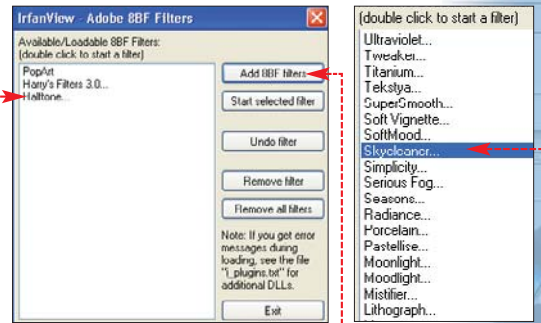 IrfanView - Adobe 8BF Filters
Available/Loadable 8BF Filters:
(double click to start a filter)
PopArt
Harry's Filters 3.0...
Halftone...
Add 8BF filters
Start selected filter
Undo filter
Remove filter
Remove all filters
Note: If you get error
messages during
loading, see the file
"i_plugins.txt" for
additional DLLs.
Exit
(double click to start a filter)
Ultraviolet...
Tweaker...
Titanium...
Tekstya...
SuperSmooth...
Soft Vignette...
SoftMood...
Skycleaner...
Simplicity...
Serious Fog...
Seasons...
Radiance...
Porcelain...
Pastellise...
Moonlight...
Moodlight...
Mistifier...
Lithograph...